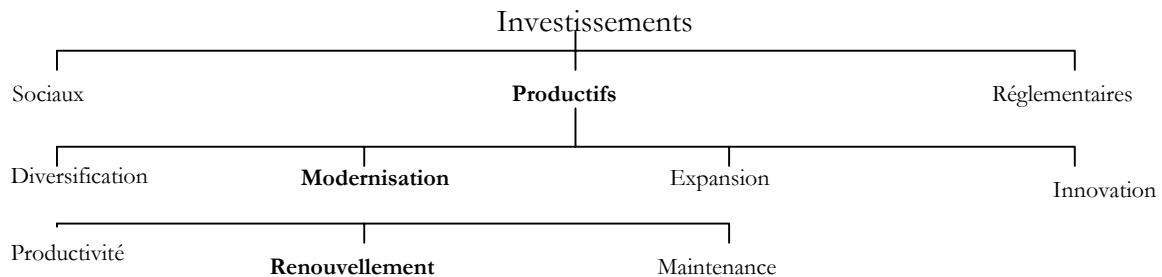 Investissements
Sociaux Productifs Réglementaires
Diversification Modernisation Expansion Innovation
Productivité Renouvellement Maintenance